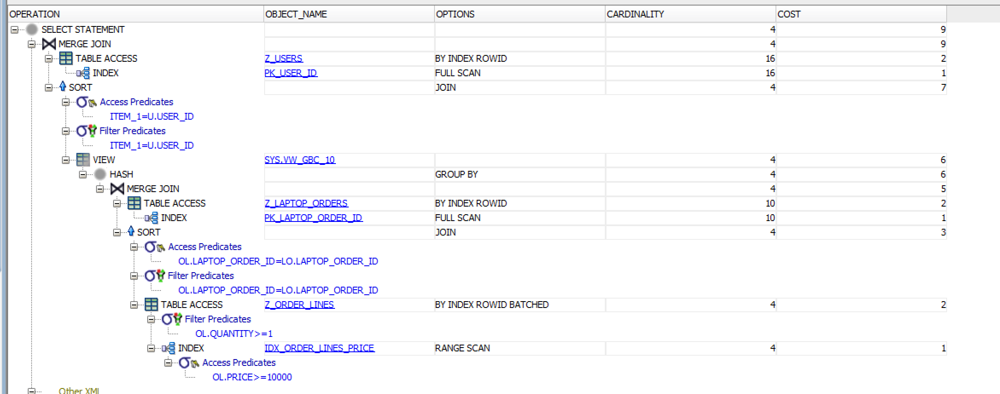 OPERATION OBJECT_NAME OPTIONS CARDINALITY COST
SELECT STATEMENT 4 9
MERGE JOIN 4 9
TABLE ACCESS Z_USERS BY INDEX ROWID 16 2
INDEX PK_USER_ID FULL SCAN 16 1
SORT JOIN 4 7
Access Predicates
ITEM_1=U.USER_ID
Filter Predicates
ITEM_1=U.USER_ID
VIEW SYS.VW_GBC_10 4 6
HASH GROUP BY 4 6
MERGE JOIN 4 5
TABLE ACCESS Z_LAPTOP_ORDERS BY INDEX ROWID 10 2
INDEX PK_LAPTOP_ORDER_ID FULL SCAN 10 1
SORT JOIN 4 3
Access Predicates
OL.LAPTOP_ORDER_ID=LO.LAPTOP_ORDER_ID
Filter Predicates
OL.LAPTOP_ORDER_ID=LO.LAPTOP_ORDER_ID
TABLE ACCESS Z_ORDER_LINES BY INDEX ROWID BATCHED 4 2
Filter Predicates
OL.QUANTITY>=1
INDEX IDX_ORDER_LINES_PRICE RANGE SCAN 4 1
Access Predicates
OL.PRICE>=10000
Other XML